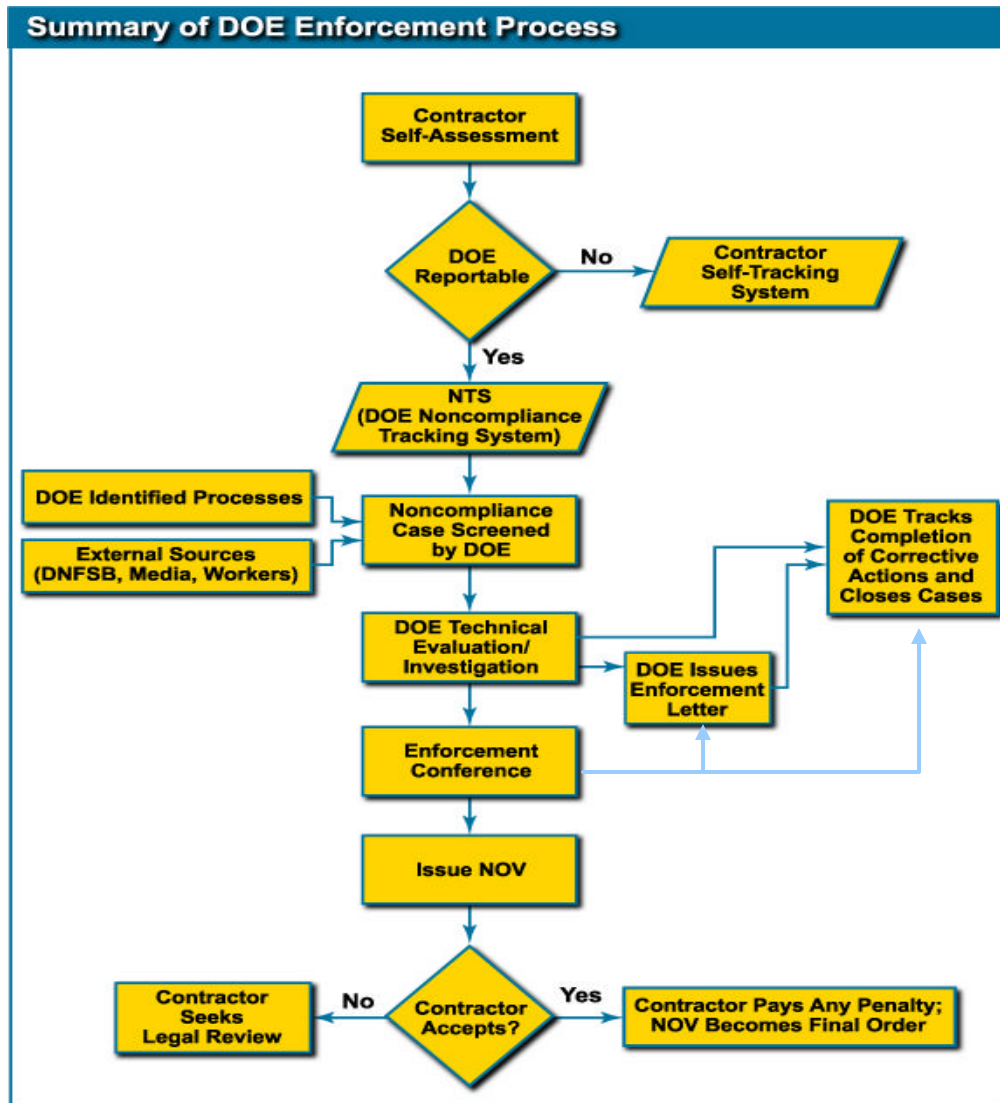 Summary of DOE Enforcement Process
Contractor
Self-Assessment
DOE
Reportable
No
Contractor
Self-Tracking
System
Yes
NTS
(DOE Noncompliance
Tracking System)
DOE Identified Processes
External Sources
(DNFSB, Media, Workers)
Noncompliance
Case Screened
by DOE
DOE Tracks
Completion
of Corrective
Actions and
Closes Cases
DOE Technical
Evaluation/
Investigation
DOE Issues
Enforcement
Letter
Enforcement
Conference
Issue NOV
Contractor
Accepts?
No
Contractor
Seeks
Legal Review
Yes
Contractor Pays Any Penalty;
NOV Becomes Final Order